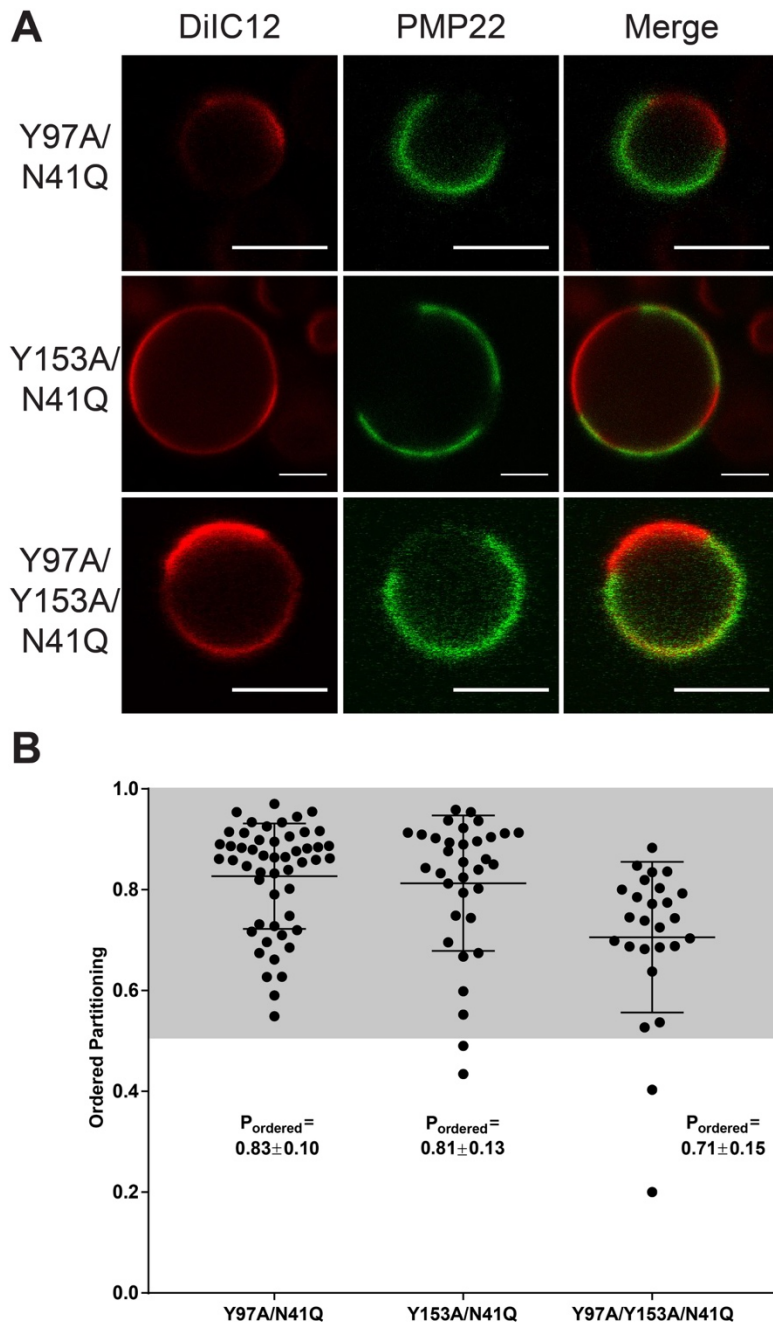 A
DiIC12 PMP22 Merge
Y97A/
N41Q
Y153A/
N41Q
Y97A/
Y153A/
N41Q
B
1.0
0.8
0.6
0.4
0.2
0.0
Ordered Partitioning
Pordered= Pordered= Pordered=
0.83±0.10 0.81±0.13 0.71±0.15
Y97A/N41Q Y153A/N41Q Y97A/Y153A/N41Q